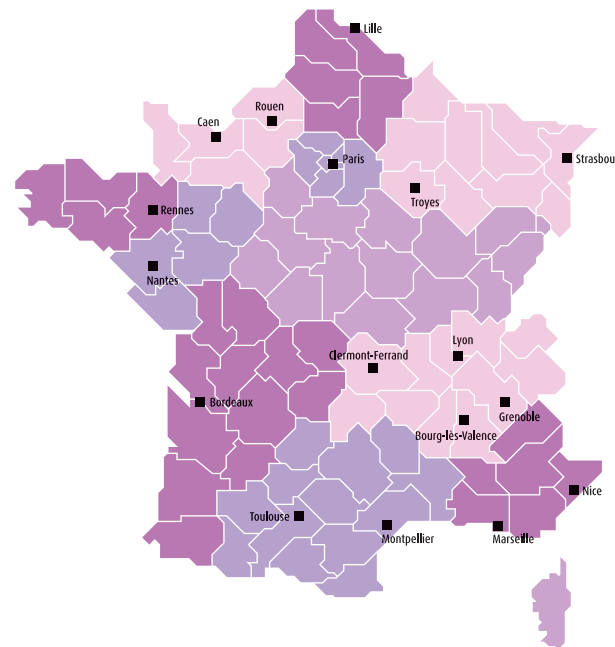 Lille
Rouen
Caen
Paris
Strasbou
Troyes
Rennes
Nantes
Lyon
Clermont-Ferrand
Bordeaux
Grenoble
Bourg-lès-Valence
Nice
Toulouse
Montpellier
Marseille